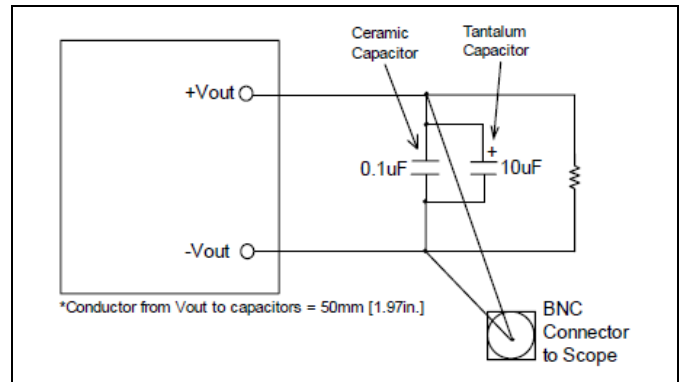 Ceramic
Capacitor
Tantalum
Capacitor
+Vout
+
0.1uF
10uF
-Vout
*Conductor from Vout to capacitors = 50mm [1.97in.]
BNC
Connector
to Scope